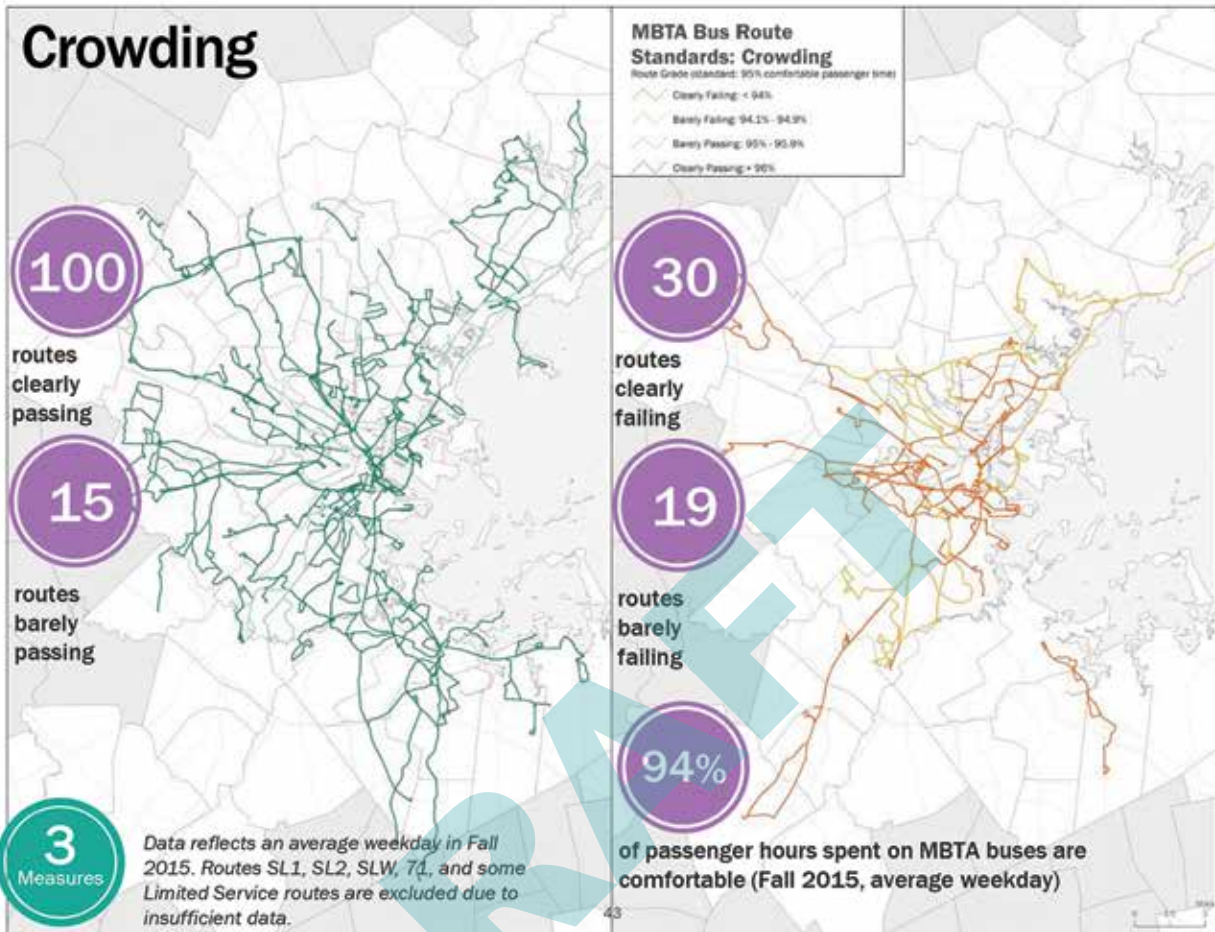 Crowding
100
routes
clearly
passing
15
routes
barely
passing
3
Measures
Data reflects an average weekday in Fall
2015. Routes SL1, SL2, SLW, 71, and some
Limited Service routes are excluded due to
insufficient data.
MBTA Bus Route
Standards: Crowding
Route Grade (standard: 95% comfortable passenger time)
Clearly Failing: < 94%
Barely Failing: 94.1% - 94.9%
Barely Passing: 95% - 95.9%
Clearly Passing: 96%
30
routes
clearly
failing
19
routes
barely
failing
94%
of passenger hours spent on MBTA buses are
comfortable (Fall 2015, average weekday)
43
RAFT